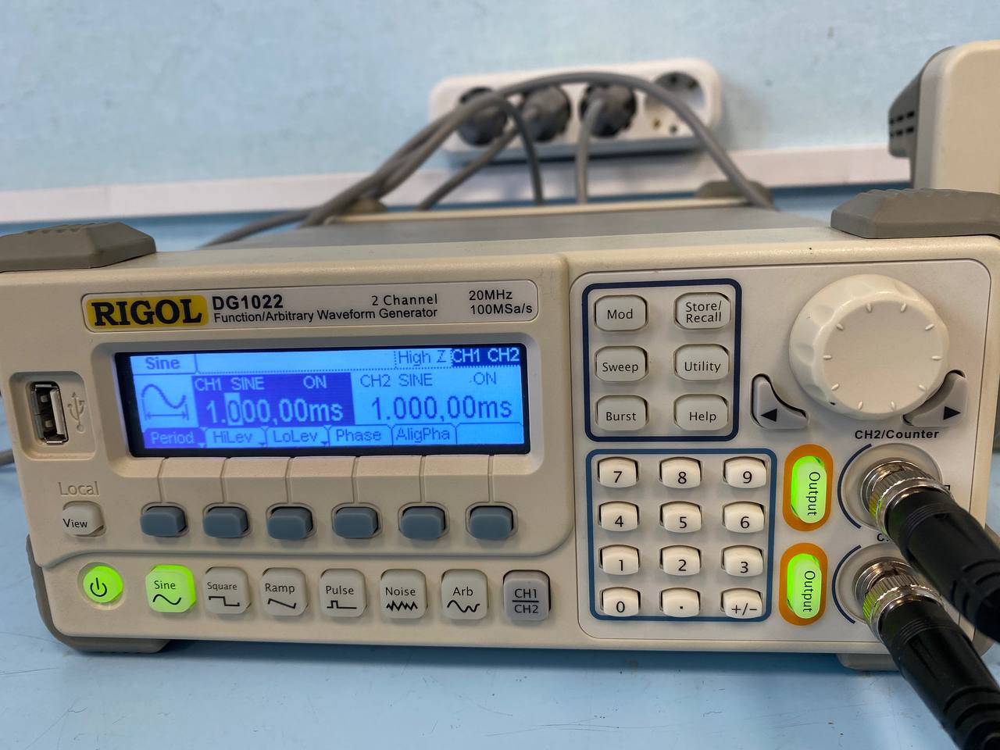 RIGOL
DG1022
2 Channel
20MHz
Function/Arbitrary Waveform Generator
100MSa/s
Sine
High Z
CH1 CH2
CH1 SINE ON
CH2 SINE ON
1.000,00ms
1.000,00ms
Period
HiLev
LoLev
Phase
AligPha
Local
View
Sine
Square
Ramp
Pulse
Noise
Arb
CH1
CH2
Mod
Store/
Recall
Sweep
Utility
Burst
Help
7
8
9
4
5
6
1
2
3
0
.
+/-
CH2/Counter
Output
Output